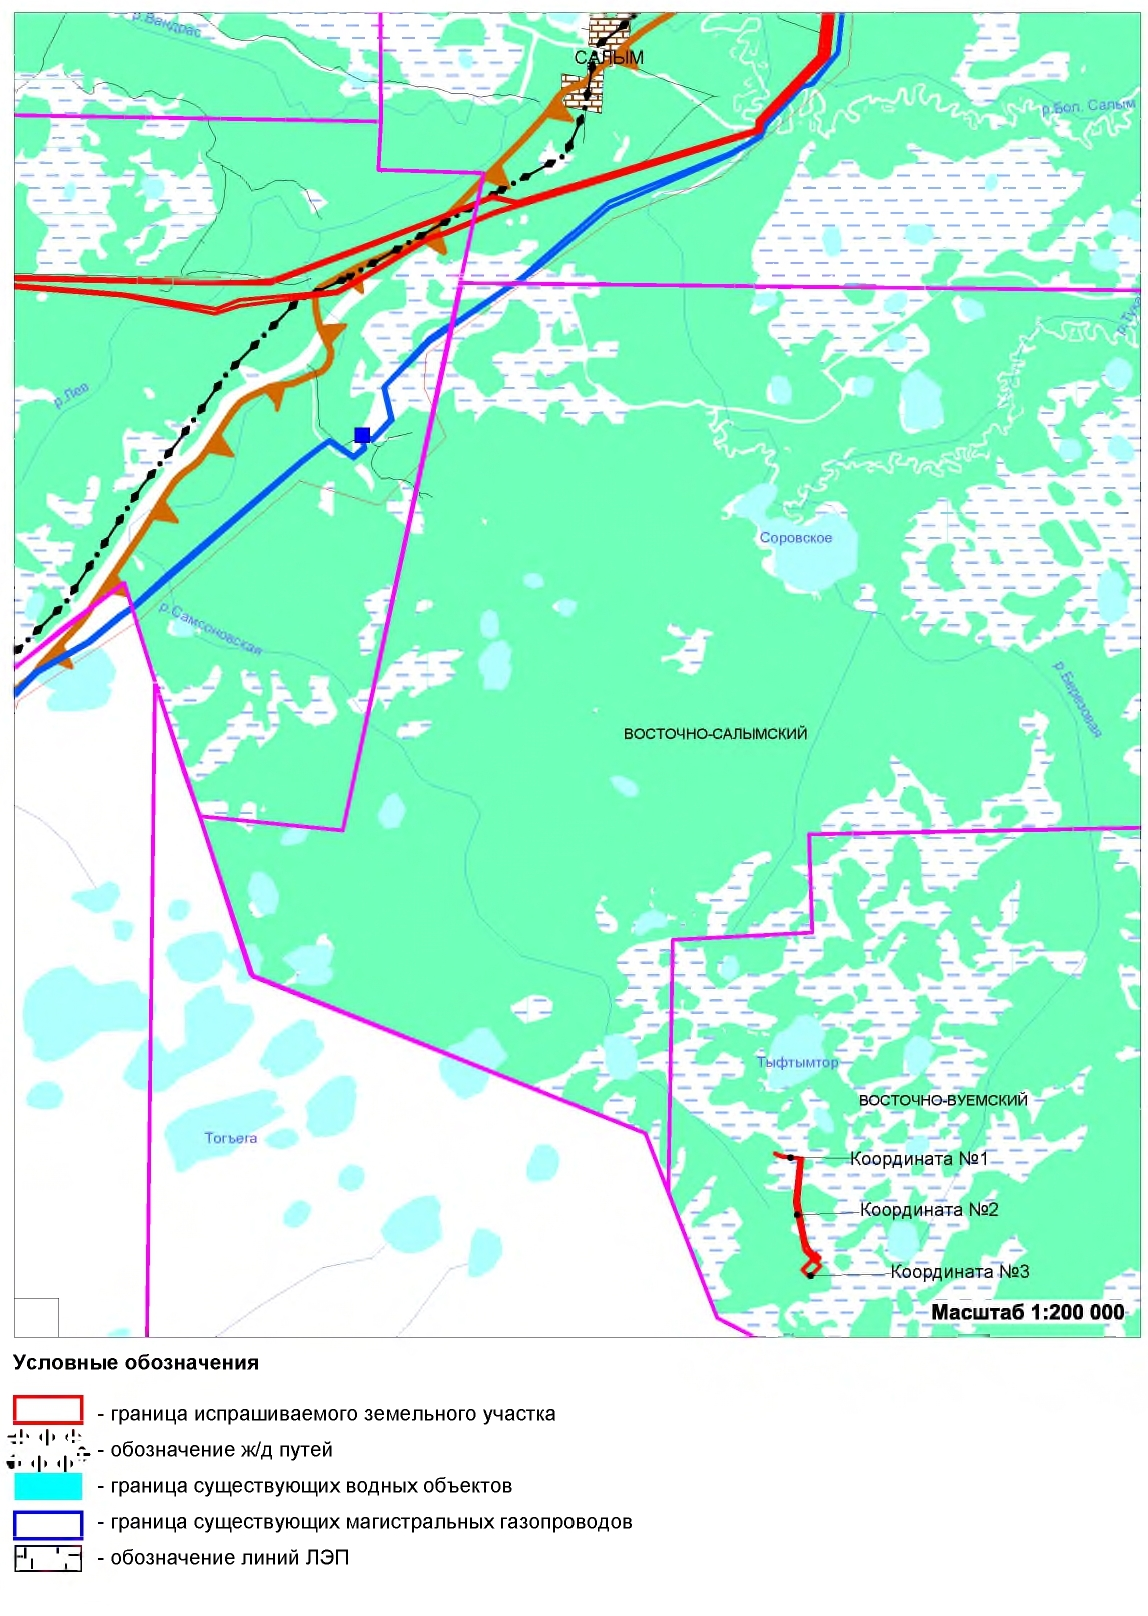 р.Вандрас
САЛЫМ
р.Бол. Салым
р.Лев
Соровское
р.Самсоновская
р.Березовая
ВОСТОЧНО-САЛЫМСКИЙ
Тыфтымтор
ВОСТОЧНО-ВУЕМСКИЙ
Тогъега
Координата №1
Координата №2
Координата №3
Масштаб 1:200 000
Условные обозначения
- граница испрашиваемого земельного участка
- обозначение ж/д путей
- граница существующих водных объектов
- граница существующих магистральных газопроводов
- обозначение линий ЛЭП